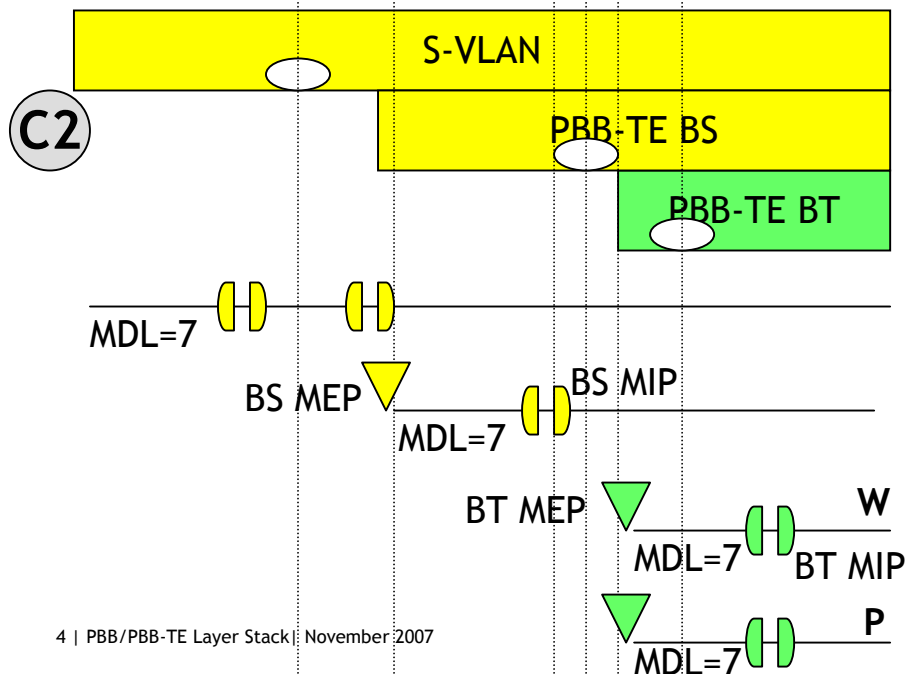 S-VLAN
C2
PBB-TE BS
PBB-TE BT
MDL=7
BS MEP
BS MIP
MDL=7
BT MEP
W
MDL=7
BT MIP
P
4 | PBB/PBB-TE Layer Stack| November 2007
MDL=7